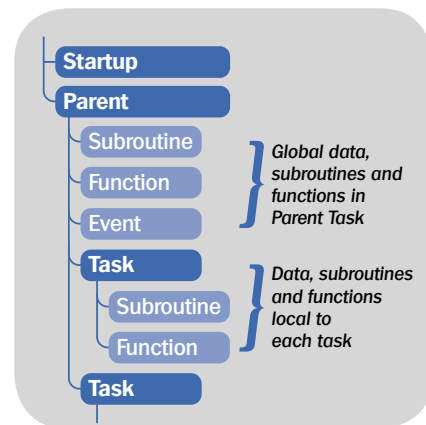 Startup
Parent
Subroutine
Function
Event
Global data,
subroutines and
functions in
Parent Task
Task
Subroutine
Function
Data, subroutines
and functions
local to
each task
Task